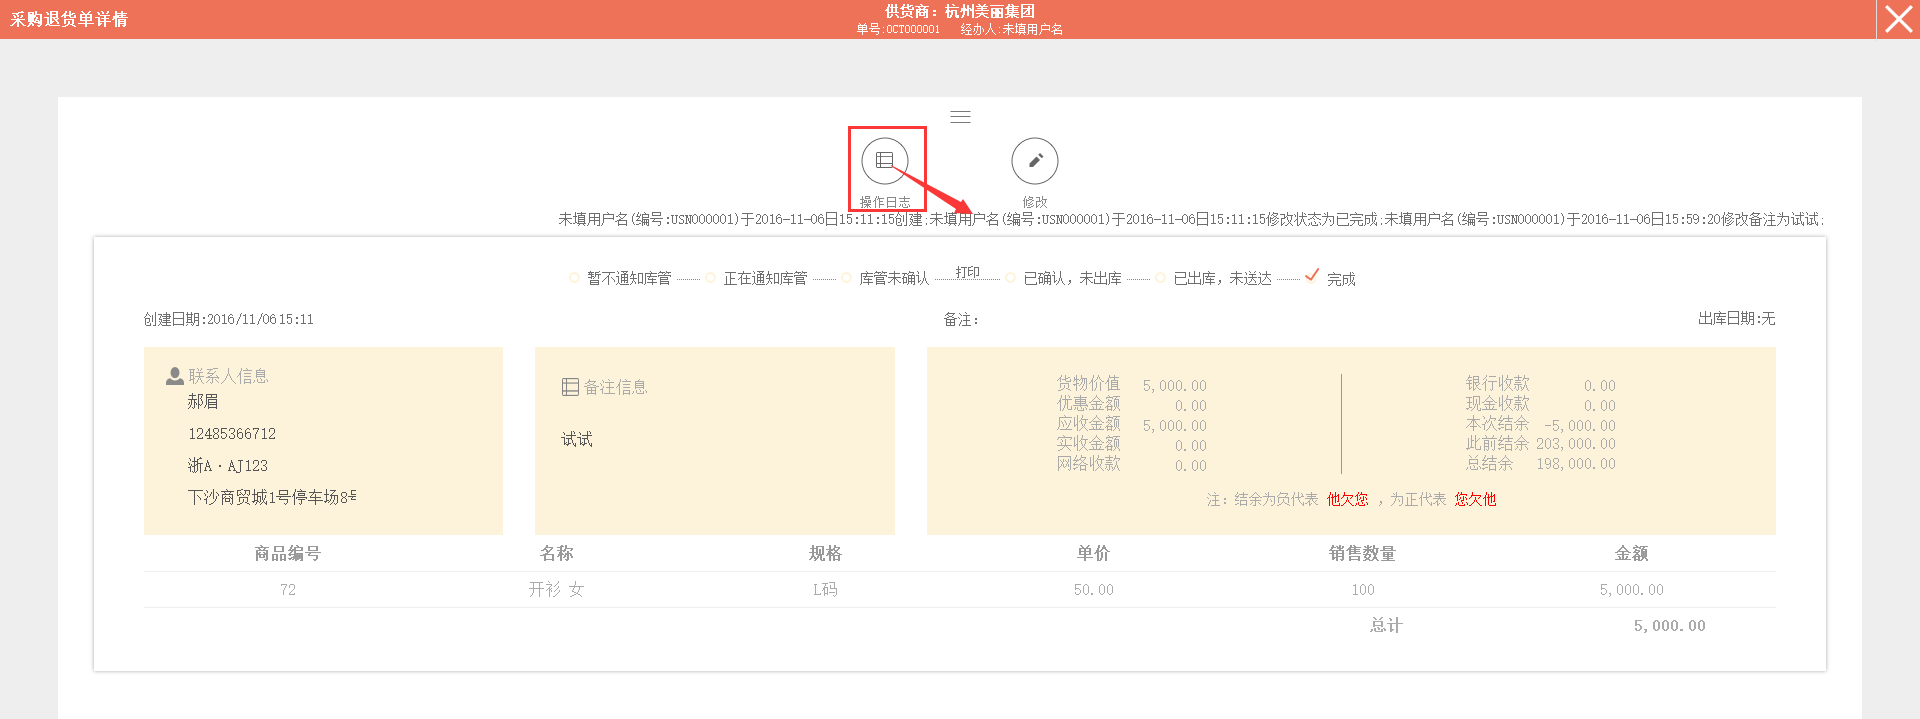 采购退货单详情
供货商：杭州美丽集团
单号:OCT000001 经办人:未填用户名
操作日志 修改
未填用户名(编号:USN000001)于2016-11-06日15:11:15创建;未填用户名(编号:USN000001)于2016-11-06日15:11:15修改状态为已完成;未填用户名(编号:USN000001)于2016-11-06日15:59:20修改备注为试试;
暂不通知库管 正在通知库管 库管未确认 打印 已确认，未出库 已出库，未送达 完成
创建日期:2016/11/06 15:11 备注： 出库日期:无
联系人信息
郝眉
12485366712
浙A·AJ123
下沙商贸城1号停车场8号
备注信息
试试
货物价值 5,000.00
优惠金额 0.00
应收金额 5,000.00
实收金额 0.00
网络收款 0.00
银行收款 0.00
现金收款 0.00
本次结余 -5,000.00
此前结余 203,000.00
总结余 198,000.00
注：结余为负代表 他欠您 ，为正代表 您欠他
商品编号 名称 规格 单价 销售数量 金额
72 开衫 女 L码 50.00 100 5,000.00
总计 5,000.00